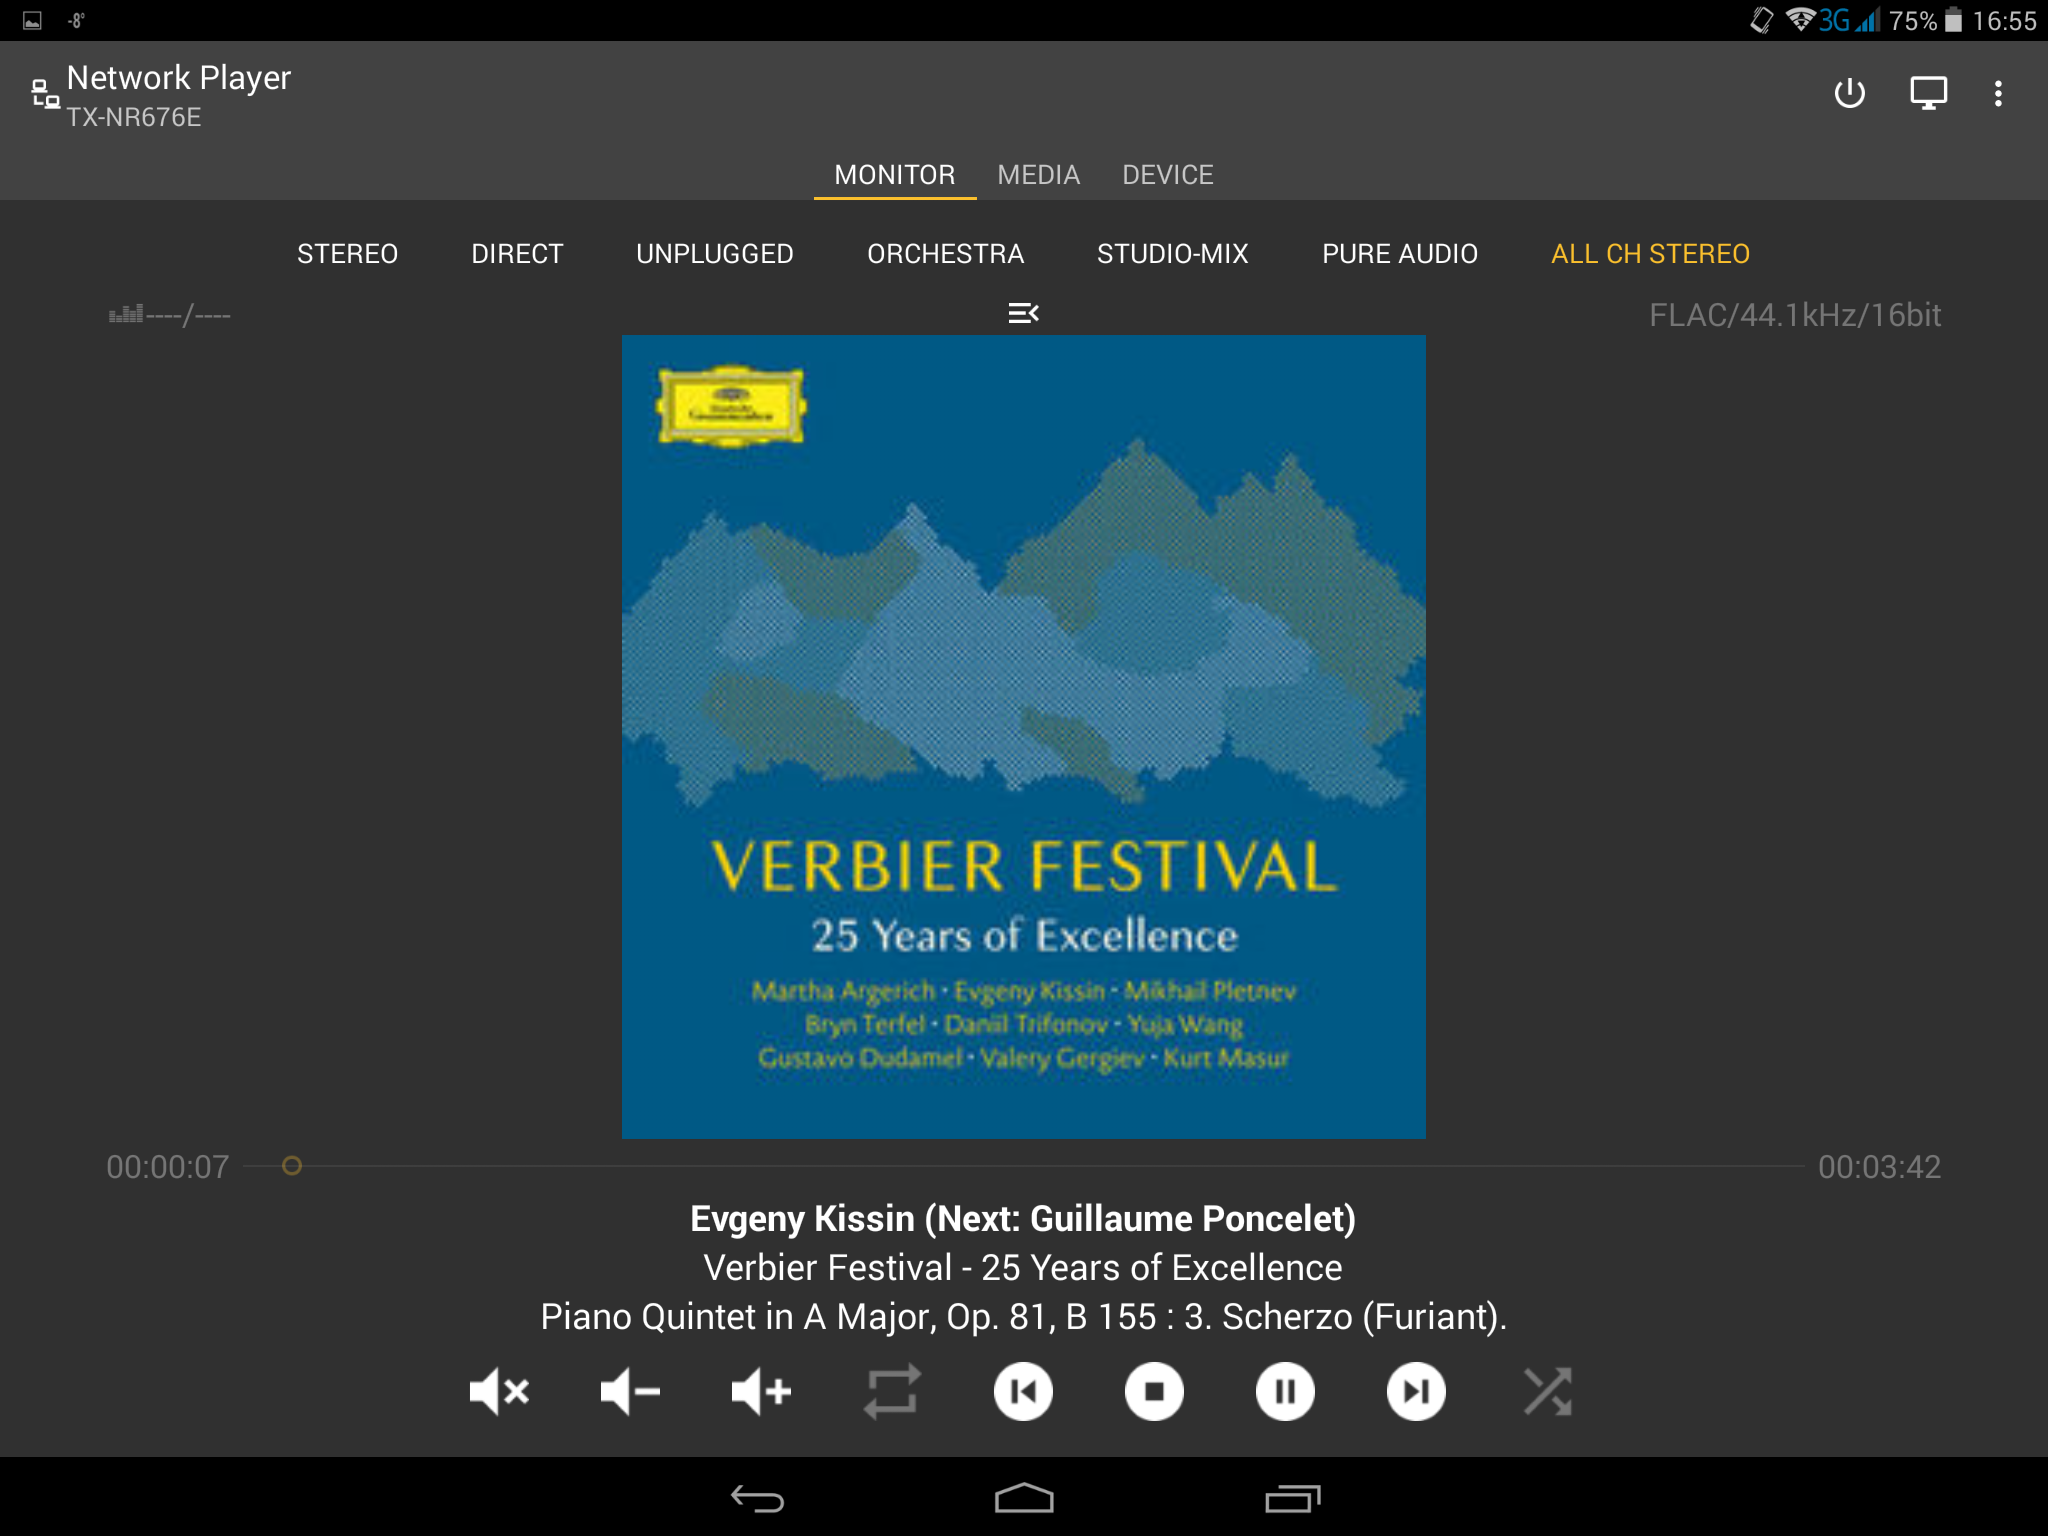 -8°
3G 75% 16:55
Network Player
TX-NR676E
MONITOR MEDIA DEVICE
STEREO DIRECT UNPLUGGED ORCHESTRA STUDIO-MIX PURE AUDIO ALL CH STEREO
----/----
FLAC/44.1kHz/16bit
VERBIER FESTIVAL
25 Years of Excellence
Martha Argerich · Evgeny Kissin · Mikhail Pletnev
Bryn Terfel · Daniil Trifonov · Yuja Wang
Gustavo Dudamel · Valery Gergiev · Kurt Masur
00:00:07 00:03:42
Evgeny Kissin (Next: Guillaume Poncelet)
Verbier Festival - 25 Years of Excellence
Piano Quintet in A Major, Op. 81, B 155 : 3. Scherzo (Furiant).